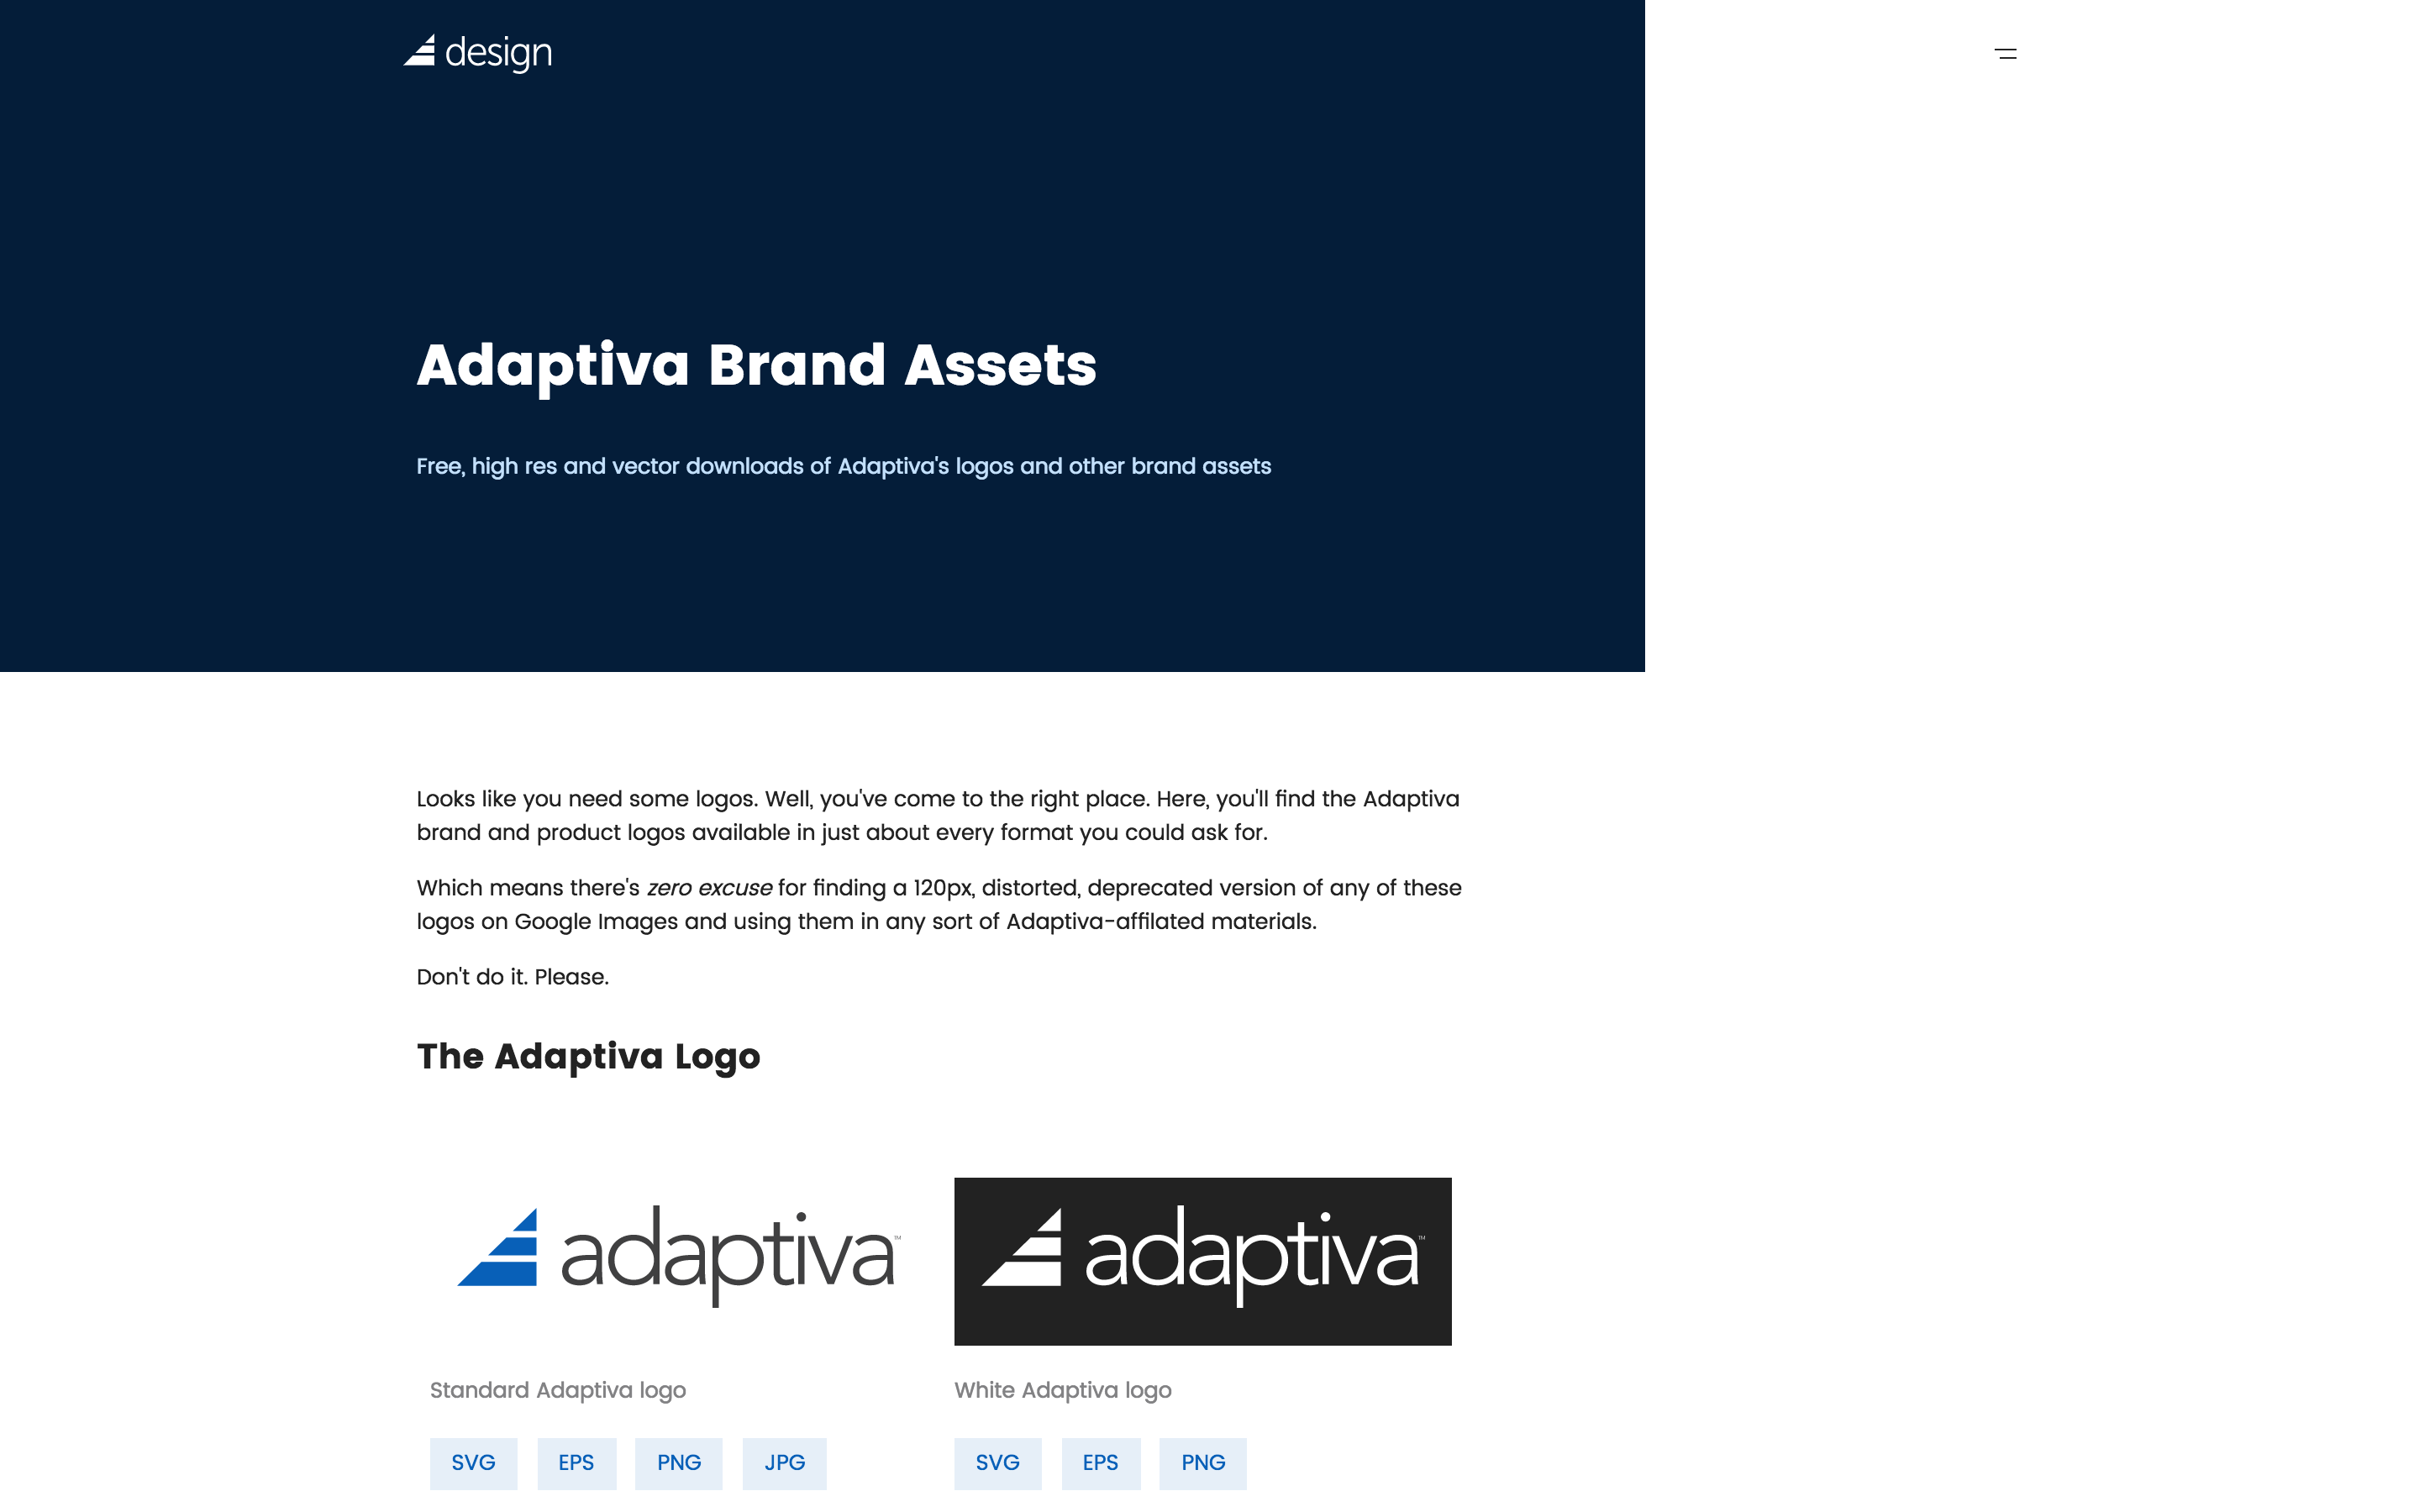 design
Adaptiva Brand Assets
Free, high res and vector downloads of Adaptiva's logos and other brand assets
Looks like you need some logos. Well, you've come to the right place. Here, you'll find the Adaptiva
brand and product logos available in just about every format you could ask for.
Which means there's zero excuse for finding a 120px, distorted, deprecated version of any of these
logos on Google Images and using them in any sort of Adaptiva-affilated materials.
Don't do it. Please.
The Adaptiva Logo
adaptiva™
adaptiva™
Standard Adaptiva logo
White Adaptiva logo
SVG EPS PNG JPG
SVG EPS PNG